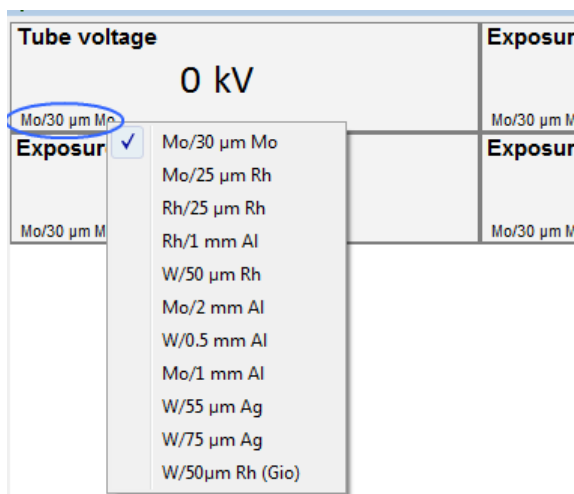 Tube voltage
Exposur
0 kV
Mo/30 µm Mo
Mo/30 µm M
Exposur
Exposur
Mo/30 µm M
Mo/30 µm M
Mo/30 µm Mo
Mo/25 µm Rh
Rh/25 µm Rh
Rh/1 mm Al
W/50 µm Rh
Mo/2 mm Al
W/0.5 mm Al
Mo/1 mm Al
W/55 µm Ag
W/75 µm Ag
W/50µm Rh (Gio)